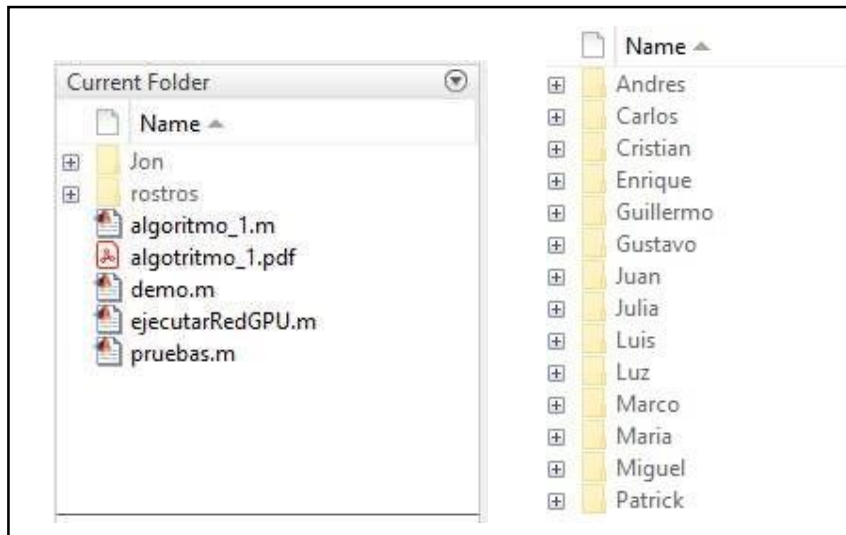 Current Folder
Name
Jon
rostros
algoritmo_1.m
algotritmo_1.pdf
demo.m
ejecutarRedGPU.m
pruebas.m
Name
Andres
Carlos
Cristian
Enrique
Guillermo
Gustavo
Juan
Julia
Luis
Luz
Marco
Maria
Miguel
Patrick